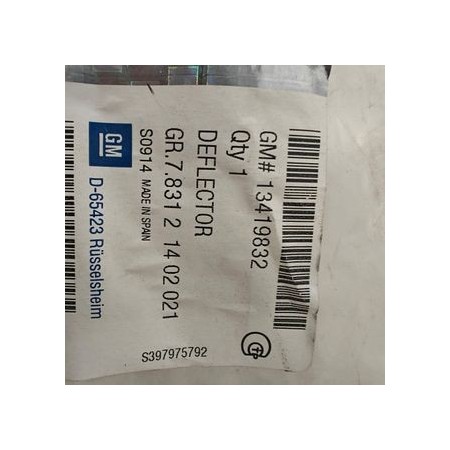 GM# 13419832
Qty 1
DEFLECTOR
GR.7.831 2 14 02 021
S0914 MADE IN SPAIN
GM
D-65423 Rüsselsheim
S397975792